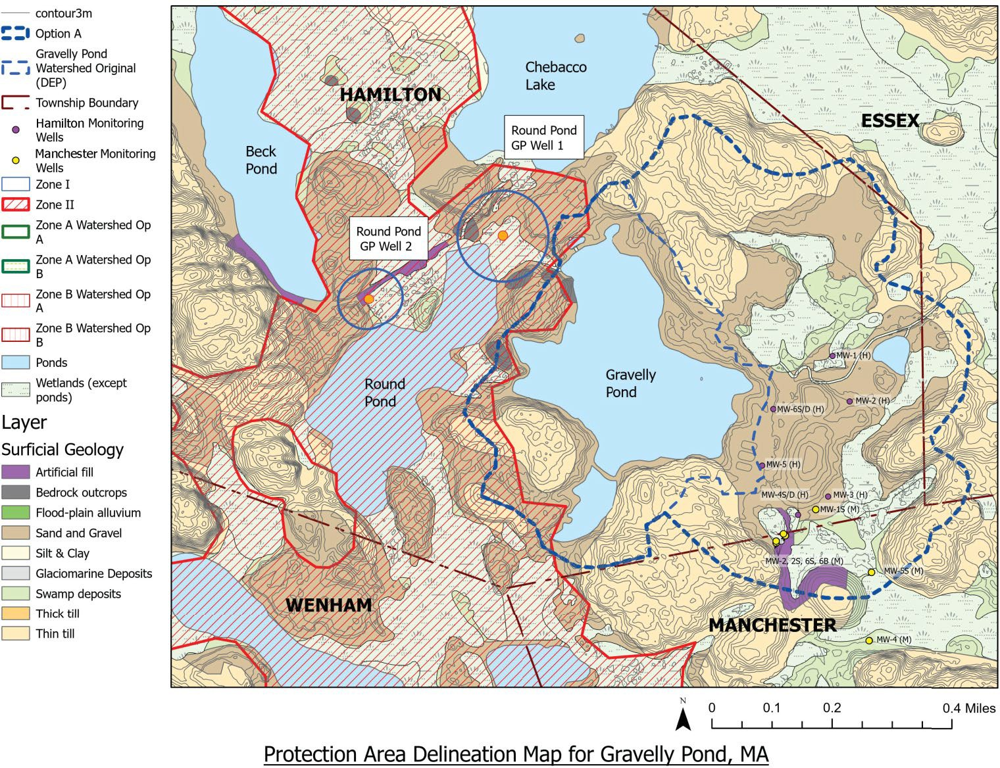 contour3m
Option A
Gravelly Pond
Watershed Original
(DEP)
Township Boundary
Hamilton Monitoring
Wells
Manchester Monitoring
Wells
Zone I
Zone II
Zone A Watershed Op
A
Zone A Watershed Op
B
Zone B Watershed Op
A
Zone B Watershed Op
B
Ponds
Wetlands (except
ponds)
Layer
Surficial Geology
Artificial fill
Bedrock outcrops
Flood-plain alluvium
Sand and Gravel
Silt & Clay
Glaciomarine Deposits
Swamp deposits
Thick till
Thin till
Chebacco
Lake
HAMILTON
ESSEX
Round Pond
GP Well 1
Beck
Pond
Round Pond
GP Well 2
MW-1 (H)
Gravelly
Pond
Round
Pond
MW-2 (H)
MW-6S/D (H)
MW-5 (H)
MW-4S/D (H)
MW-3 (H)
MW-1S (M)
MW-2, 2S, 6S, 6B (M)
MW-5S (M)
WENHAM
MANCHESTER
MW-4 (M)
N
0
0.1
0.2
0.4 Miles
Protection Area Delineation Map for Gravelly Pond, MA